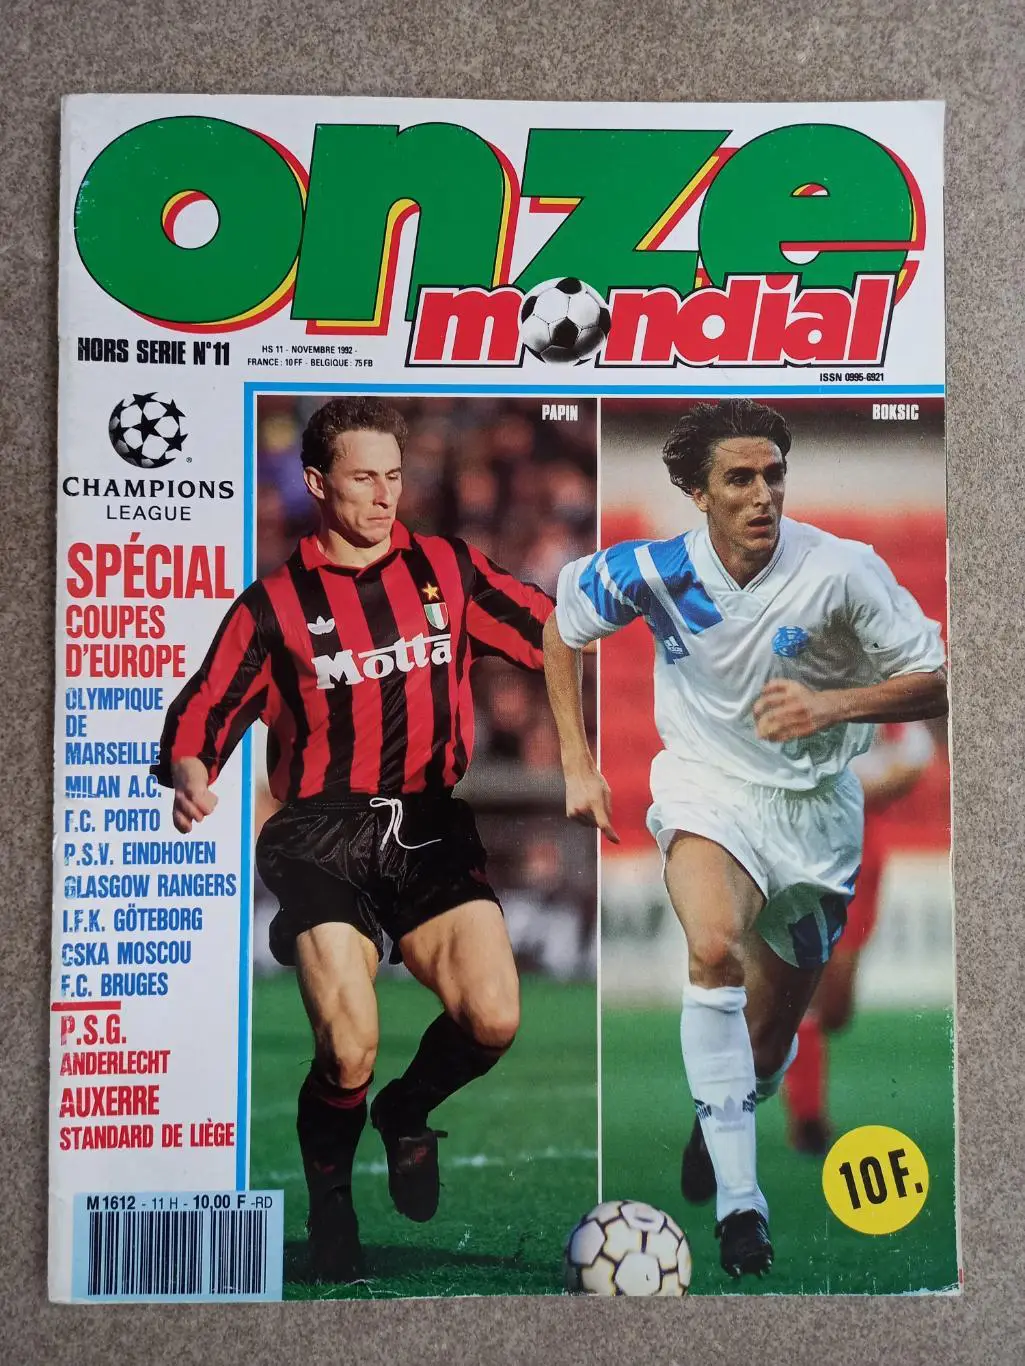 onze
mondial
HORS SERIE N°11
HS 11 - NOVEMBRE 1992 -
FRANCE : 10 FF - BELGIQUE : 75 FB
ISSN 0995-6921
PAPIN
BOKSIC
CHAMPIONS
LEAGUE
SPÉCIAL
COUPES
D'EUROPE
OLYMPIQUE
DE
MARSEILLE
MILAN A.C.
F.C. PORTO
P.S.V. EINDHOVEN
GLASGOW RANGERS
I.F.K. GÖTEBORG
CSKA MOSCOU
F.C. BRUGES
P.S.G.
ANDERLECHT
AUXERRE
STANDARD DE LIÈGE
Motta
adidas
10F.
M 1612 - 11 H - 10,00 F -RD